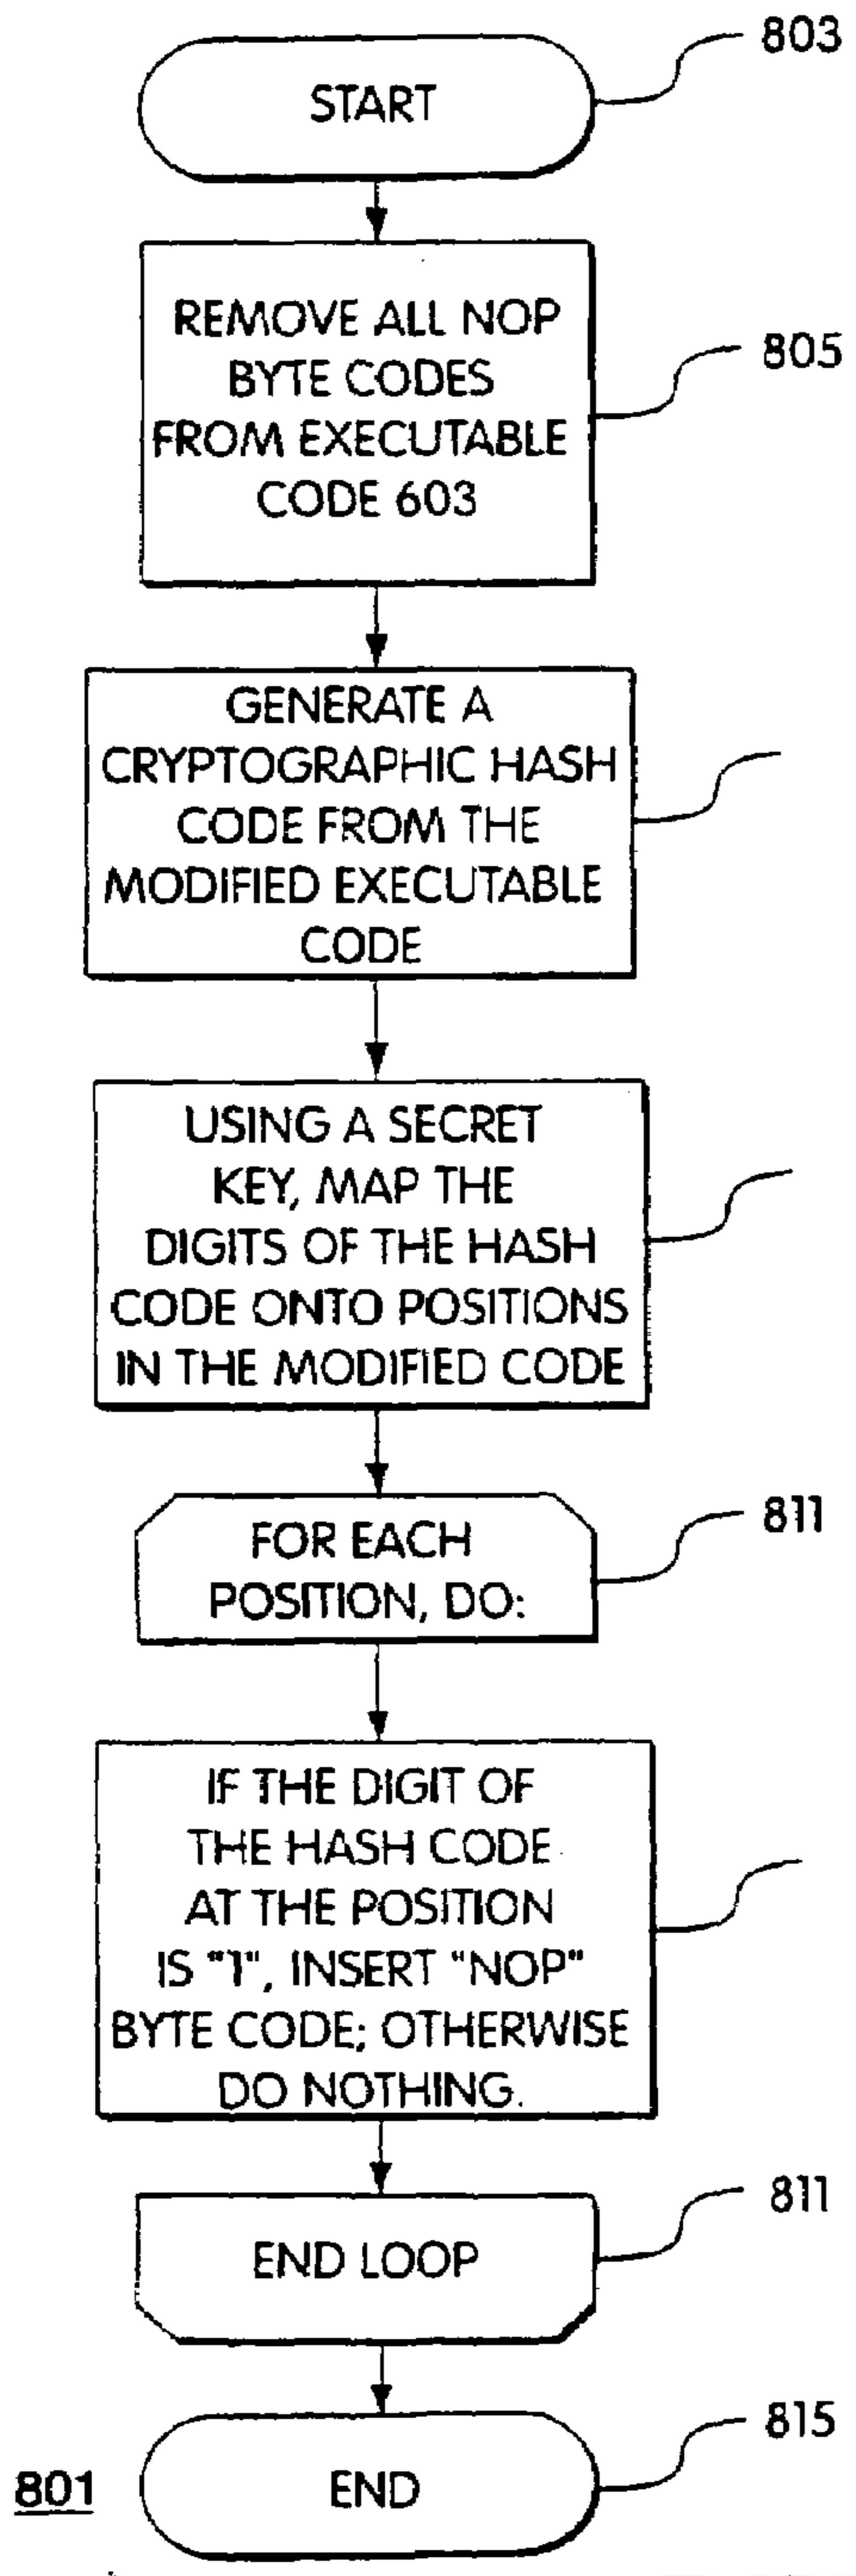 803
START
REMOVE ALL NOP
BYTE CODES
FROM EXECUTABLE
CODE 603
805
GENERATE A
CRYPTOGRAPHIC HASH
CODE FROM THE
MODIFIED EXECUTABLE
CODE
USING A SECRET
KEY, MAP THE
DIGITS OF THE HASH
CODE ONTO POSITIONS
IN THE MODIFIED CODE
FOR EACH
POSITION, DO:
811
IF THE DIGIT OF
THE HASH CODE
AT THE POSITION
IS "1", INSERT "NOP"
BYTE CODE; OTHERWISE
DO NOTHING.
END LOOP
811
END
815
801